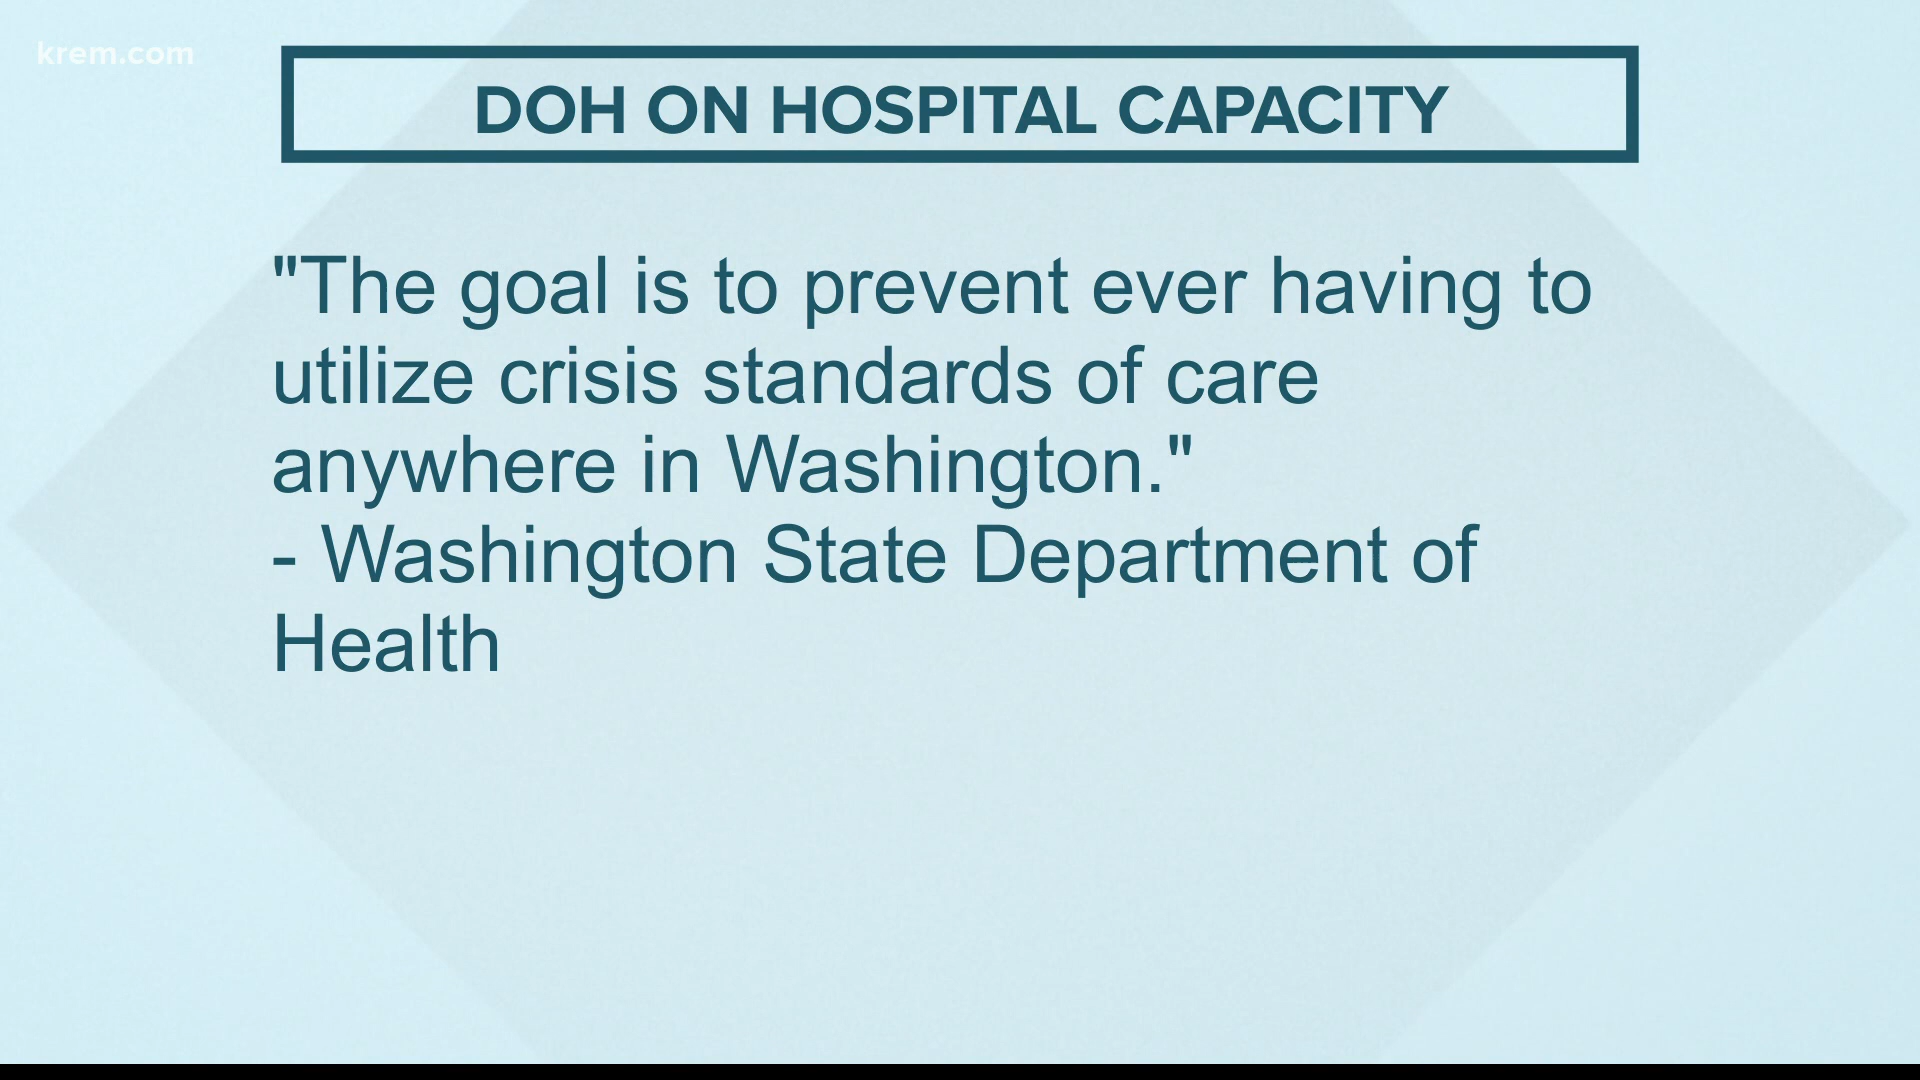 krem.com
DOH ON HOSPITAL CAPACITY
"The goal is to prevent ever having to
utilize crisis standards of care
anywhere in Washington."
- Washington State Department of
Health